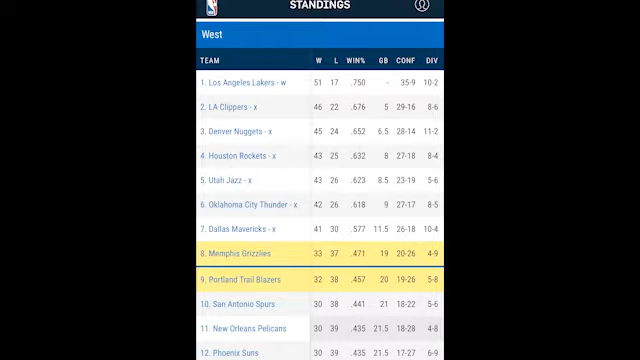 STANDINGS
West
TEAM W L WIN% GB CONF DIV
1. Los Angeles Lakers - w 51 17 .750 - 35-9 10-2
2. LA Clippers - x 46 22 .676 5 29-16 8-6
3. Denver Nuggets - x 45 24 .652 6.5 28-14 11-2
4. Houston Rockets - x 43 25 .632 8 27-18 8-4
5. Utah Jazz - x 43 26 .623 8.5 23-19 5-6
6. Oklahoma City Thunder - x 42 26 .618 9 27-17 8-5
7. Dallas Mavericks - x 41 30 .577 11.5 26-18 10-4
8. Memphis Grizzlies 33 37 .471 19 20-26 4-9
9. Portland Trail Blazers 32 38 .457 20 19-26 5-8
10. San Antonio Spurs 30 38 .441 21 18-22 5-6
11. New Orleans Pelicans 30 39 .435 21.5 18-28 4-8
12. Phoenix Suns 30 39 .435 21.5 17-27 6-9